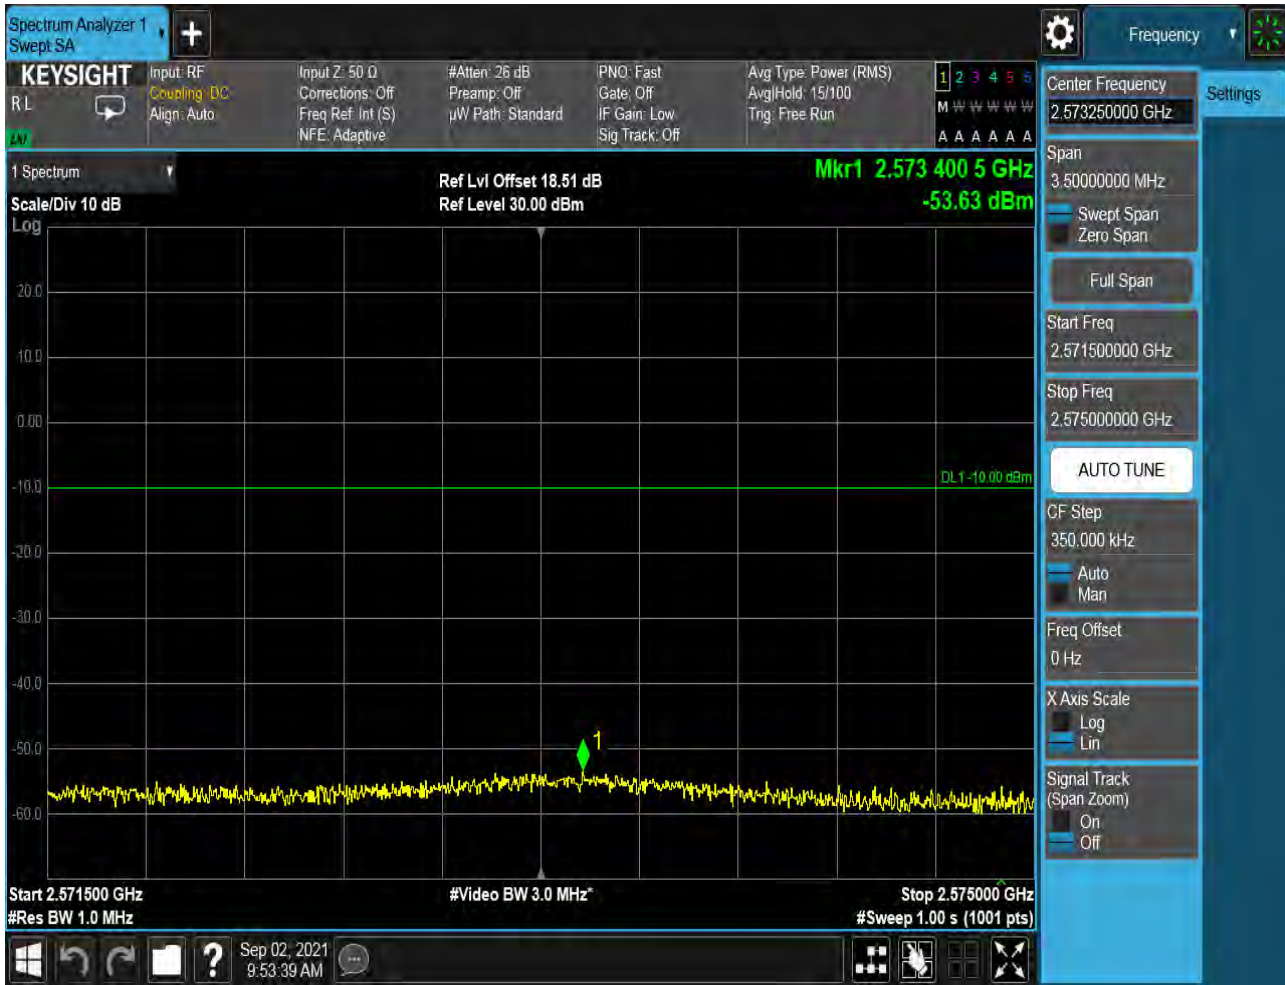 Spectrum Analyzer 1
Swept SA
Frequency
KEYSIGHT
R L
LXI
Input: RF
Coupling: DC
Align: Auto
Input Z: 50 Ω
Corrections: Off
Freq Ref: Int (S)
NFE: Adaptive
#Atten: 26 dB
Preamp: Off
µW Path: Standard
PNO: Fast
Gate: Off
IF Gain: Low
Sig Track: Off
Avg Type: Power (RMS)
Avg|Hold: 15/100
Trig: Free Run
1 2 3 4 5 6
M W W W W W
A A A A A A
1 Spectrum
Scale/Div 10 dB
Log
Ref Lvl Offset 18.51 dB
Ref Level 30.00 dBm
Mkr1 2.573 400 5 GHz
-53.63 dBm
20.0
10.0
0.00
-10.0
DL1 -10.00 dBm
-20.0
-30.0
-40.0
-50.0
1
-60.0
Start 2.571500 GHz
#Res BW 1.0 MHz
#Video BW 3.0 MHz*
Stop 2.575000 GHz
#Sweep 1.00 s (1001 pts)
Sep 02, 2021
9:53:39 AM
Center Frequency
2.573250000 GHz
Settings
Span
3.50000000 MHz
Swept Span
Zero Span
Full Span
Start Freq
2.571500000 GHz
Stop Freq
2.575000000 GHz
AUTO TUNE
CF Step
350.000 kHz
Auto
Man
Freq Offset
0 Hz
X Axis Scale
Log
Lin
Signal Track
(Span Zoom)
On
Off